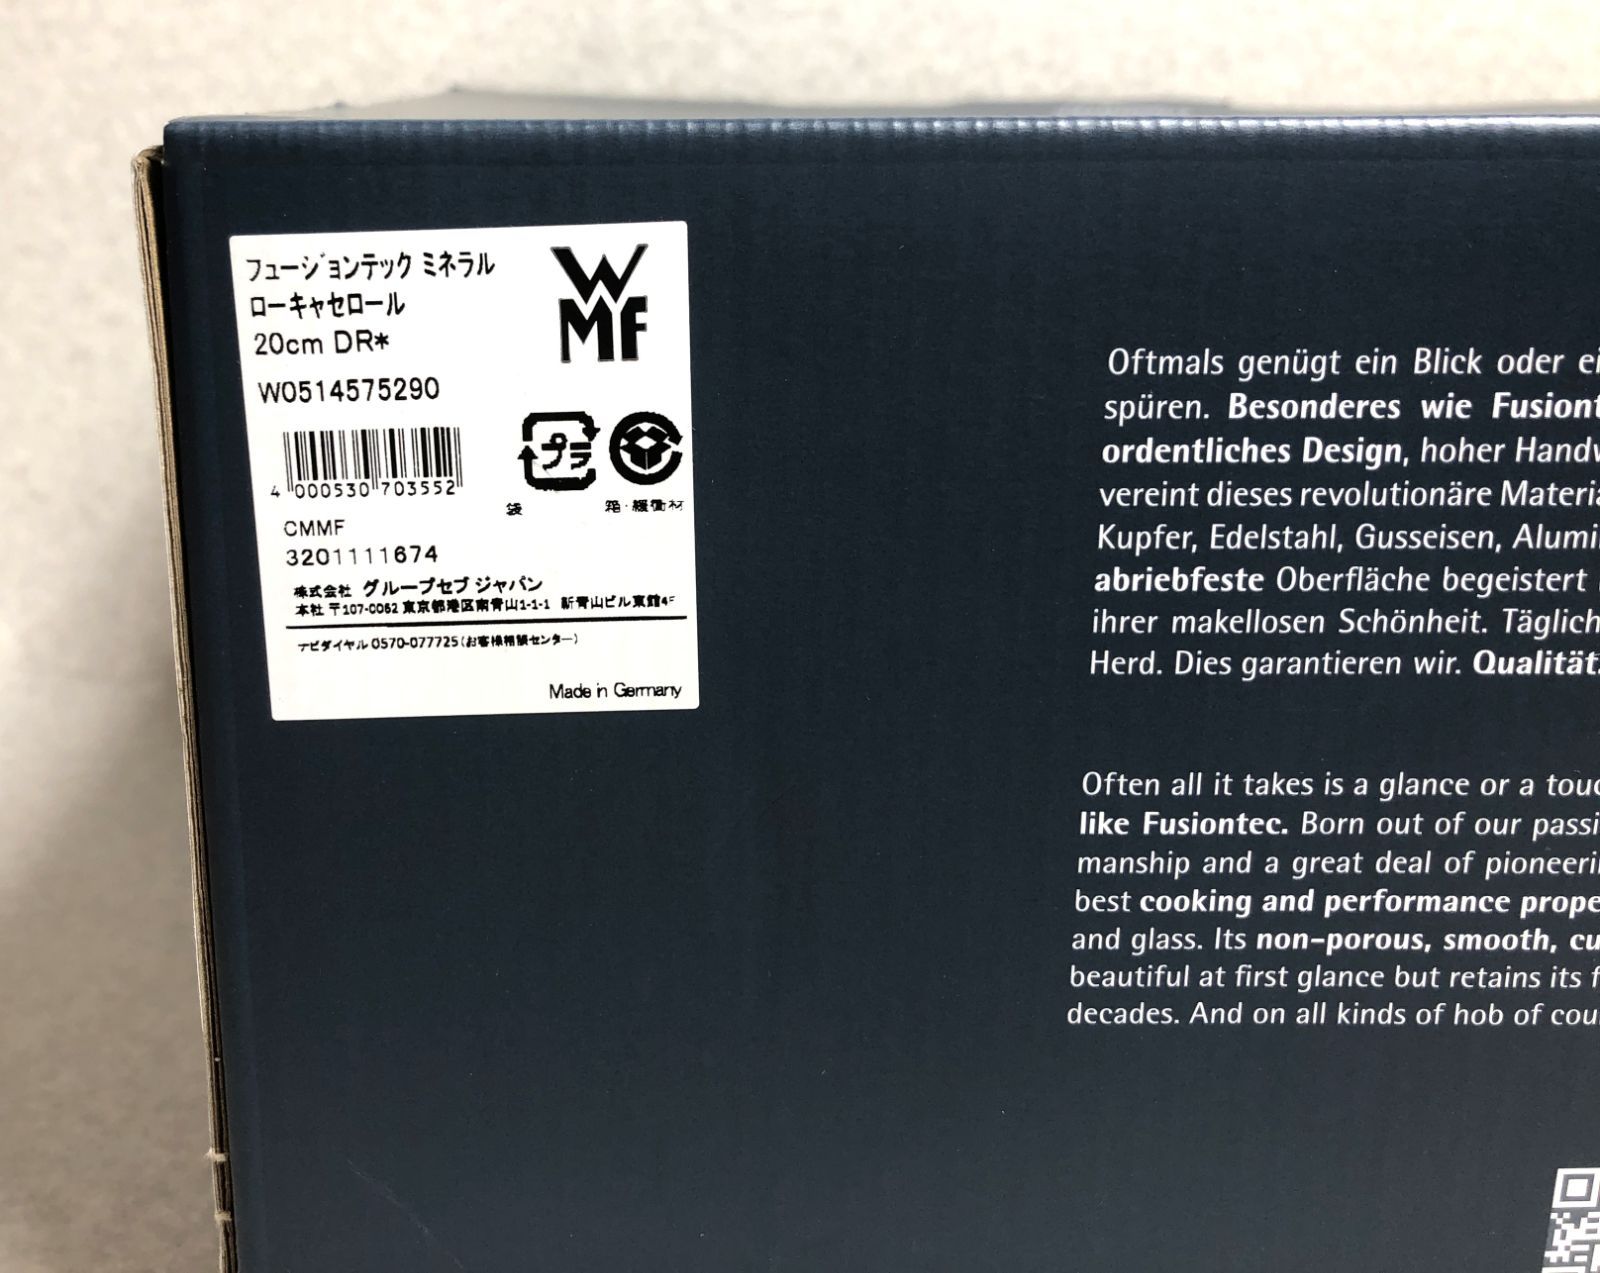 フュージョンテック ミネラル
ローキャセロール
20cm DR*
W0514575290
WMF
プラ
袋
箱・緩衝材
4 000530 703552
CMMF
3201111674
株式会社 グループセブ ジャパン
本社 〒107-0062 東京都港区南青山1-1-1 新青山ビル東館4F
ナビダイヤル 0570-077725(お客様相談センター)
Made in Germany
Oftmals genügt ein Blick oder ei
spüren. Besonderes wie Fusiont
ordentliches Design, hoher Handw
vereint dieses revolutionäre Materia
Kupfer, Edelstahl, Gusseisen, Alumi
abriebfeste Oberfläche begeistert
ihrer makellosen Schönheit. Täglich
Herd. Dies garantieren wir. Qualität.
Often all it takes is a glance or a touc
like Fusiontec. Born out of our passi
manship and a great deal of pioneeri
best cooking and performance prope
and glass. Its non-porous, smooth, cu
beautiful at first glance but retains its f
decades. And on all kinds of hob of cou